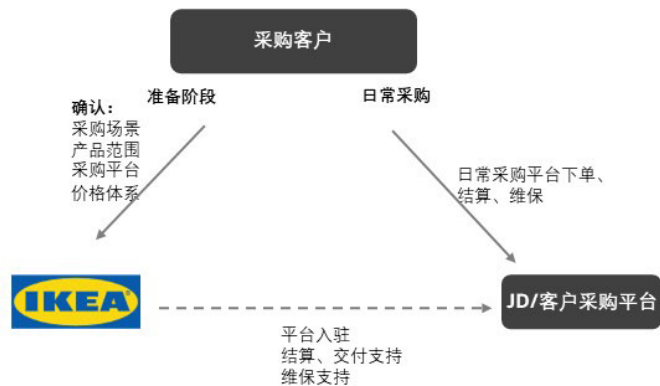 采购客户
准备阶段
日常采购
确认：
采购场景
产品范围
采购平台
价格体系
日常采购平台下单、
结算、维保
IKEA
JD/客户采购平台
平台入驻
结算、交付支持
维保支持